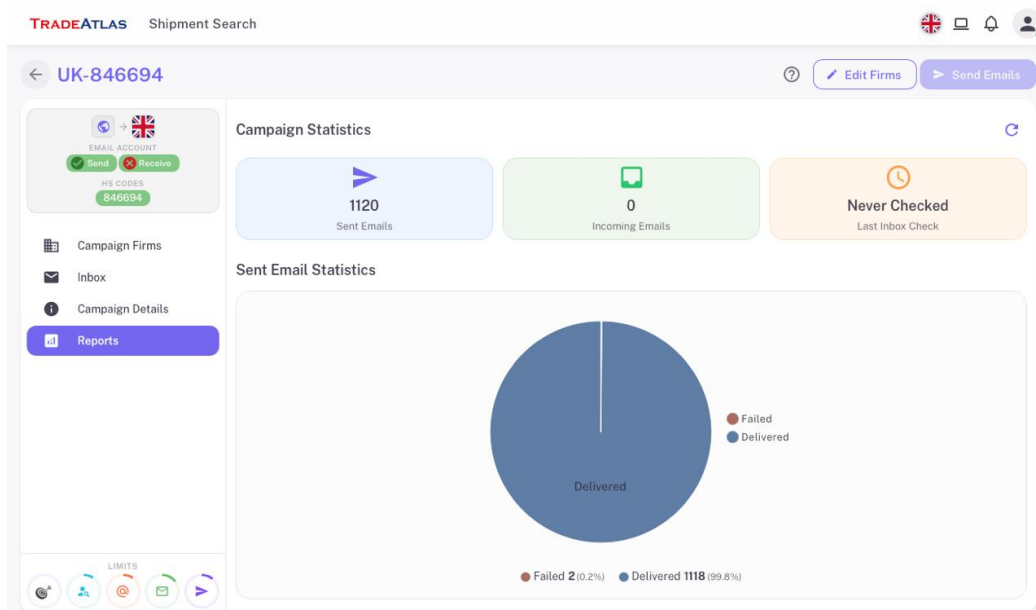 TRADEATLAS Shipment Search
UK-846694
Edit Firms
Send Emails
EMAIL ACCOUNT
Send Receive
HS CODES
846694
Campaign Firms
Inbox
Campaign Details
Reports
LIMITS
Campaign Statistics
1120
Sent Emails
0
Incoming Emails
Never Checked
Last Inbox Check
Sent Email Statistics
Failed
Delivered
Delivered
Failed 2 (0.2%) Delivered 1118 (99.8%)